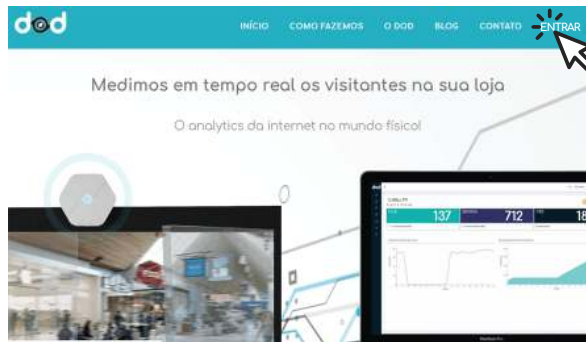 dod
INÍCIO COMO FAZEMOS O DOD BLOG CONTATO ENTRAR
Medimos em tempo real os visitantes na sua loja
O analytics da internet no mundo físico!
137 712 18